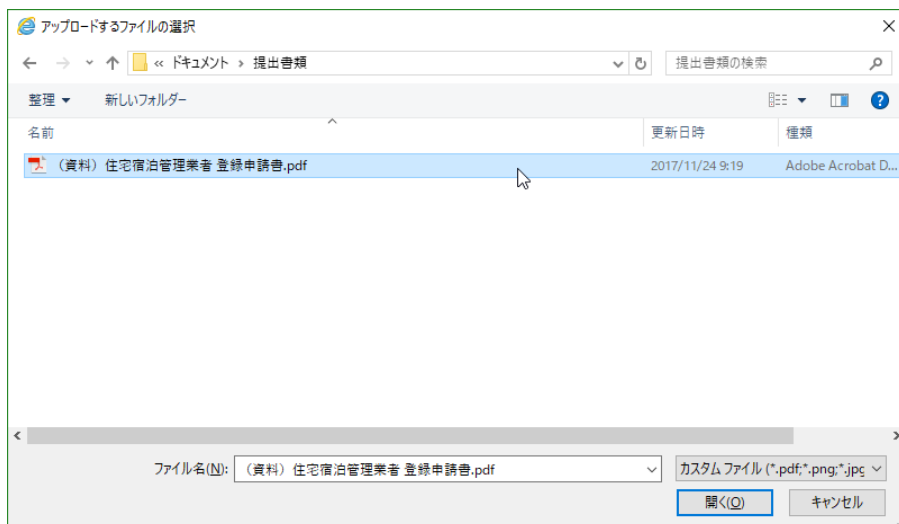 アップロードするファイルの選択
« ドキュメント › 提出書類
提出書類の検索
整理 新しいフォルダー
名前 更新日時 種類
（資料）住宅宿泊管理業者 登録申請書.pdf 2017/11/24 9:19 Adobe Acrobat D...
ファイル名(N): （資料）住宅宿泊管理業者 登録申請書.pdf カスタム ファイル (*.pdf;*.png;*.jpg
開く(O) キャンセル